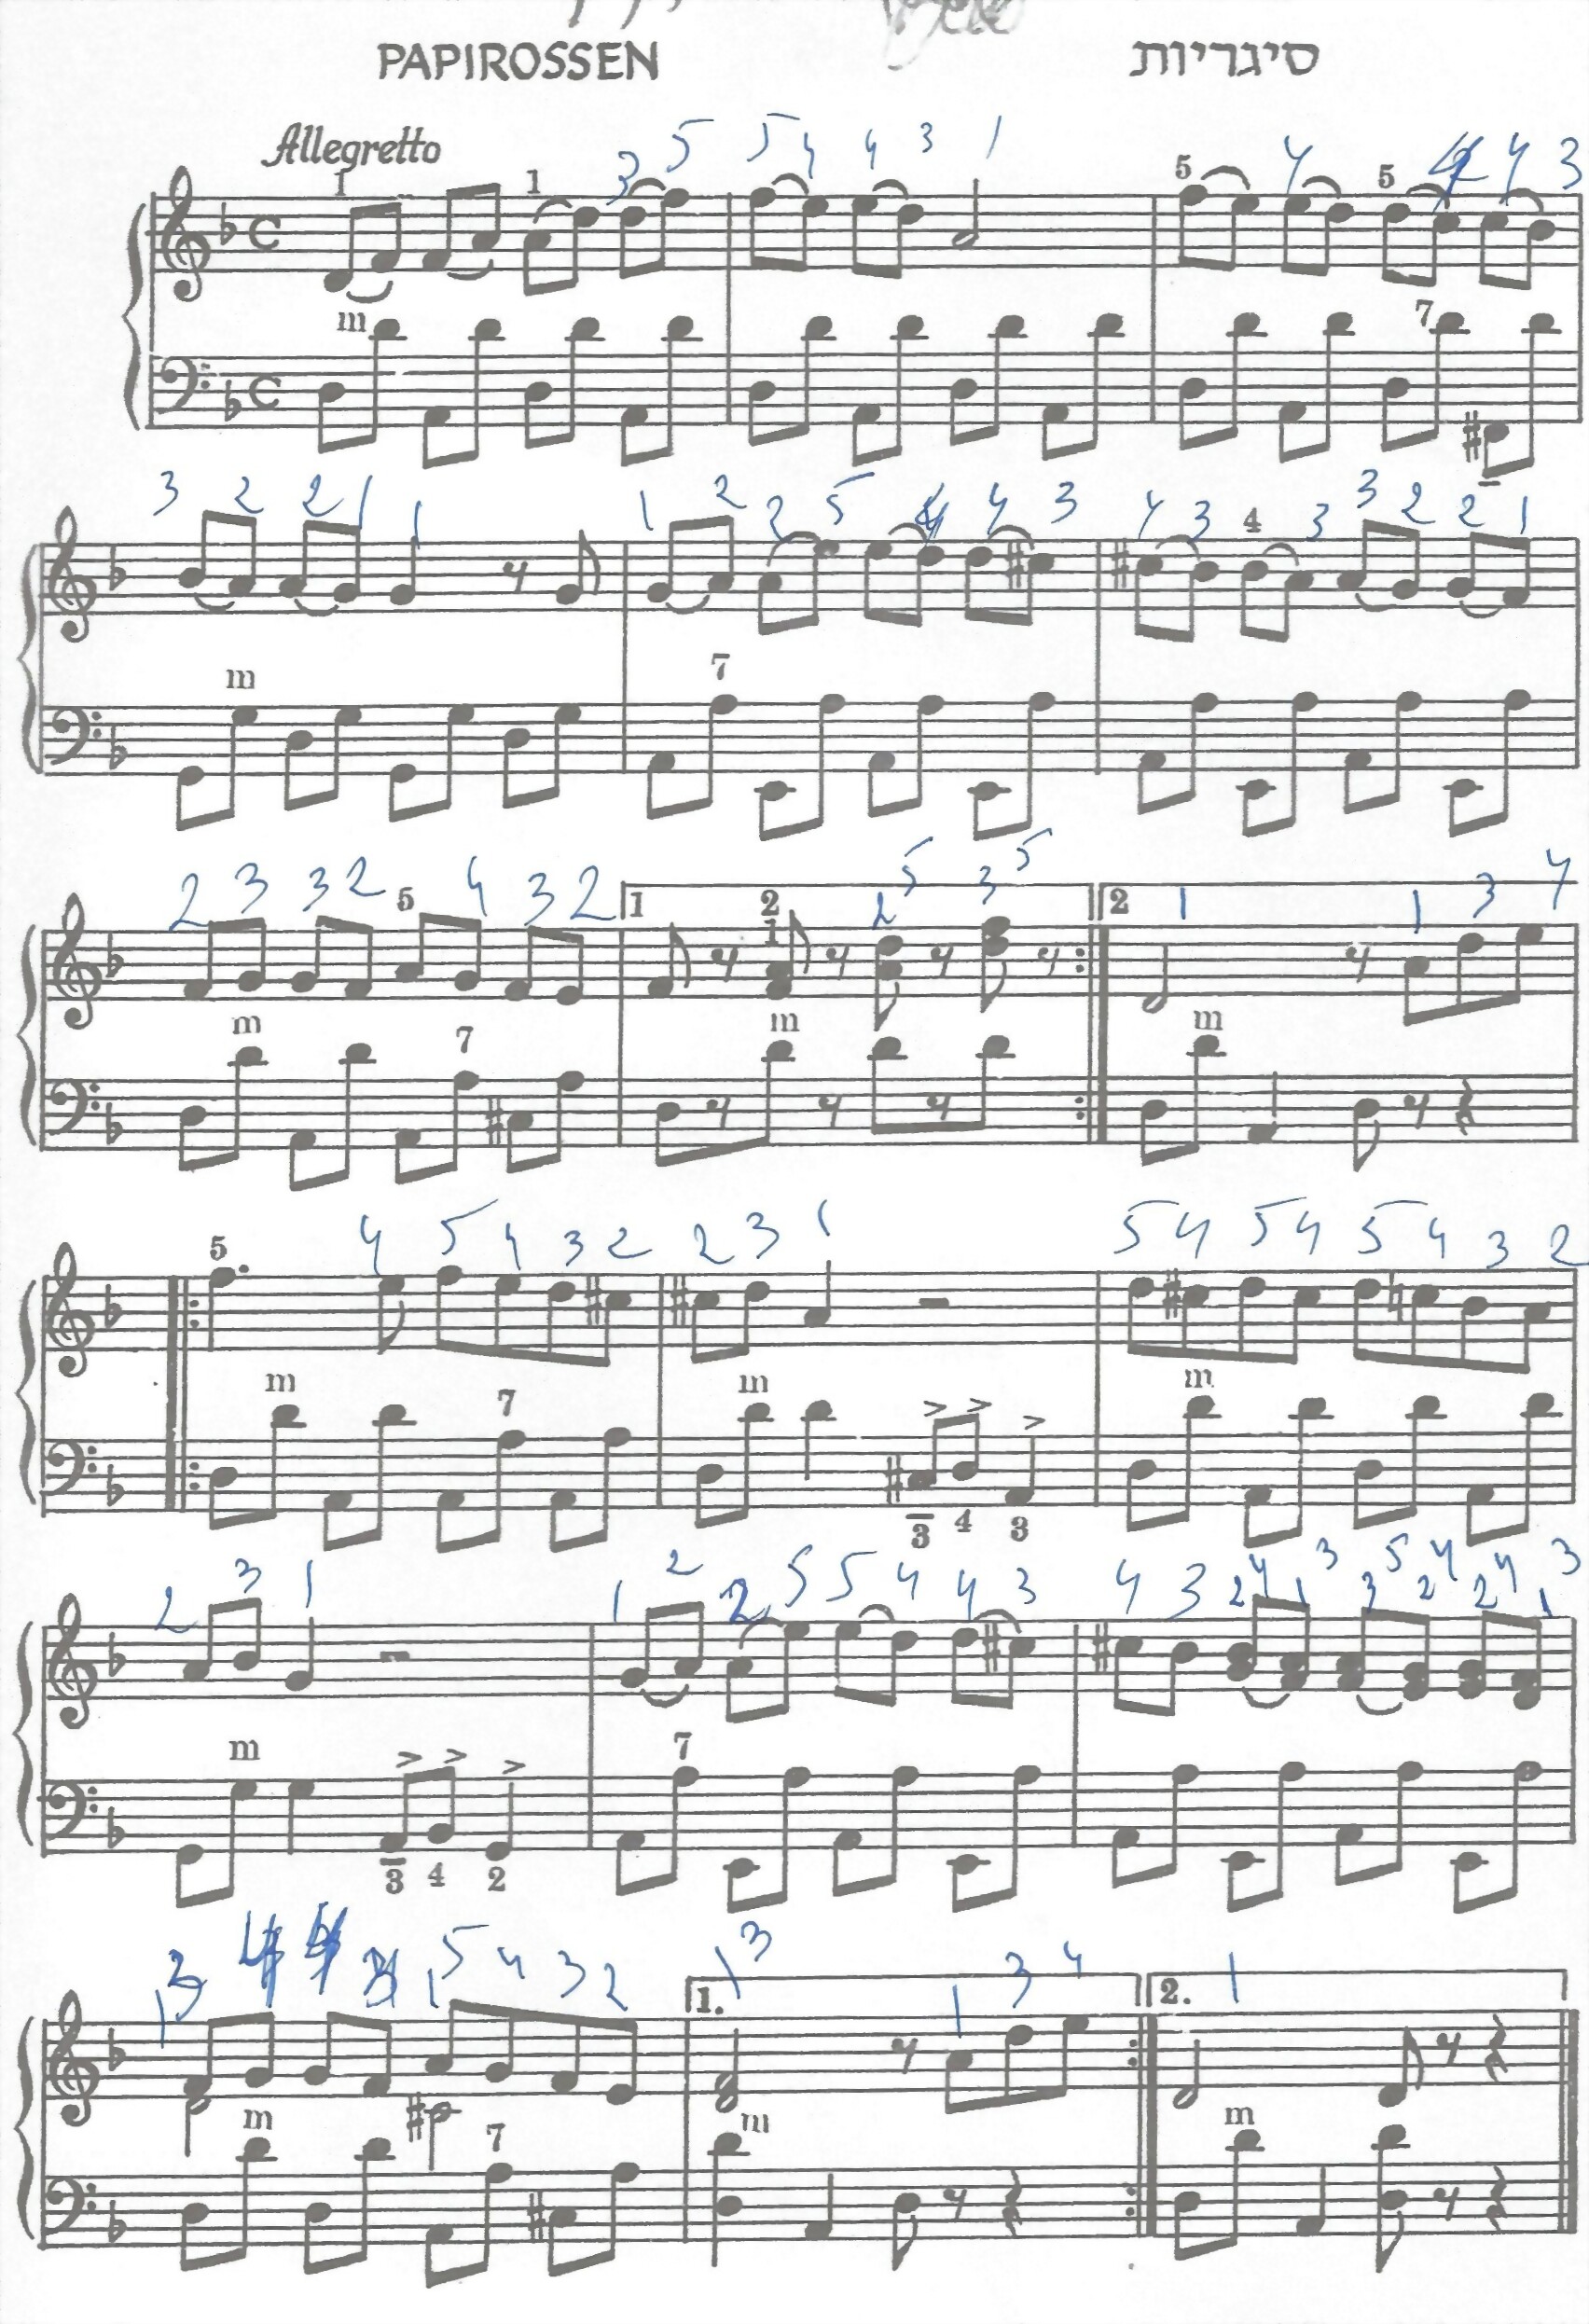 PAPIROSSEN סיגריות
Allegretto
3 5 5 4 4 3 1 4 4 3
1 1 5 5
m 7
3 2 2 1 1 1 2 2 5 4 3 4 3 4 3 3 2 2 1
m 7
2 3 3 2 5 4 3 2 1 2 1 2 5 3 5 2 1 1 3 4
m 7 m m
5 4 5 4 3 2 2 3 1 5 4 5 4 5 4 3 2
m 7 m m
3 4 3
2 3 1 1 2 2 5 5 4 4 3 4 3 2 4 1 3 3 5 2 4 2 4 1 3
m 7
3 4 2
1 3 1 5 4 3 2 1. 1 3 1 3 4 2. 1
m 7 m m